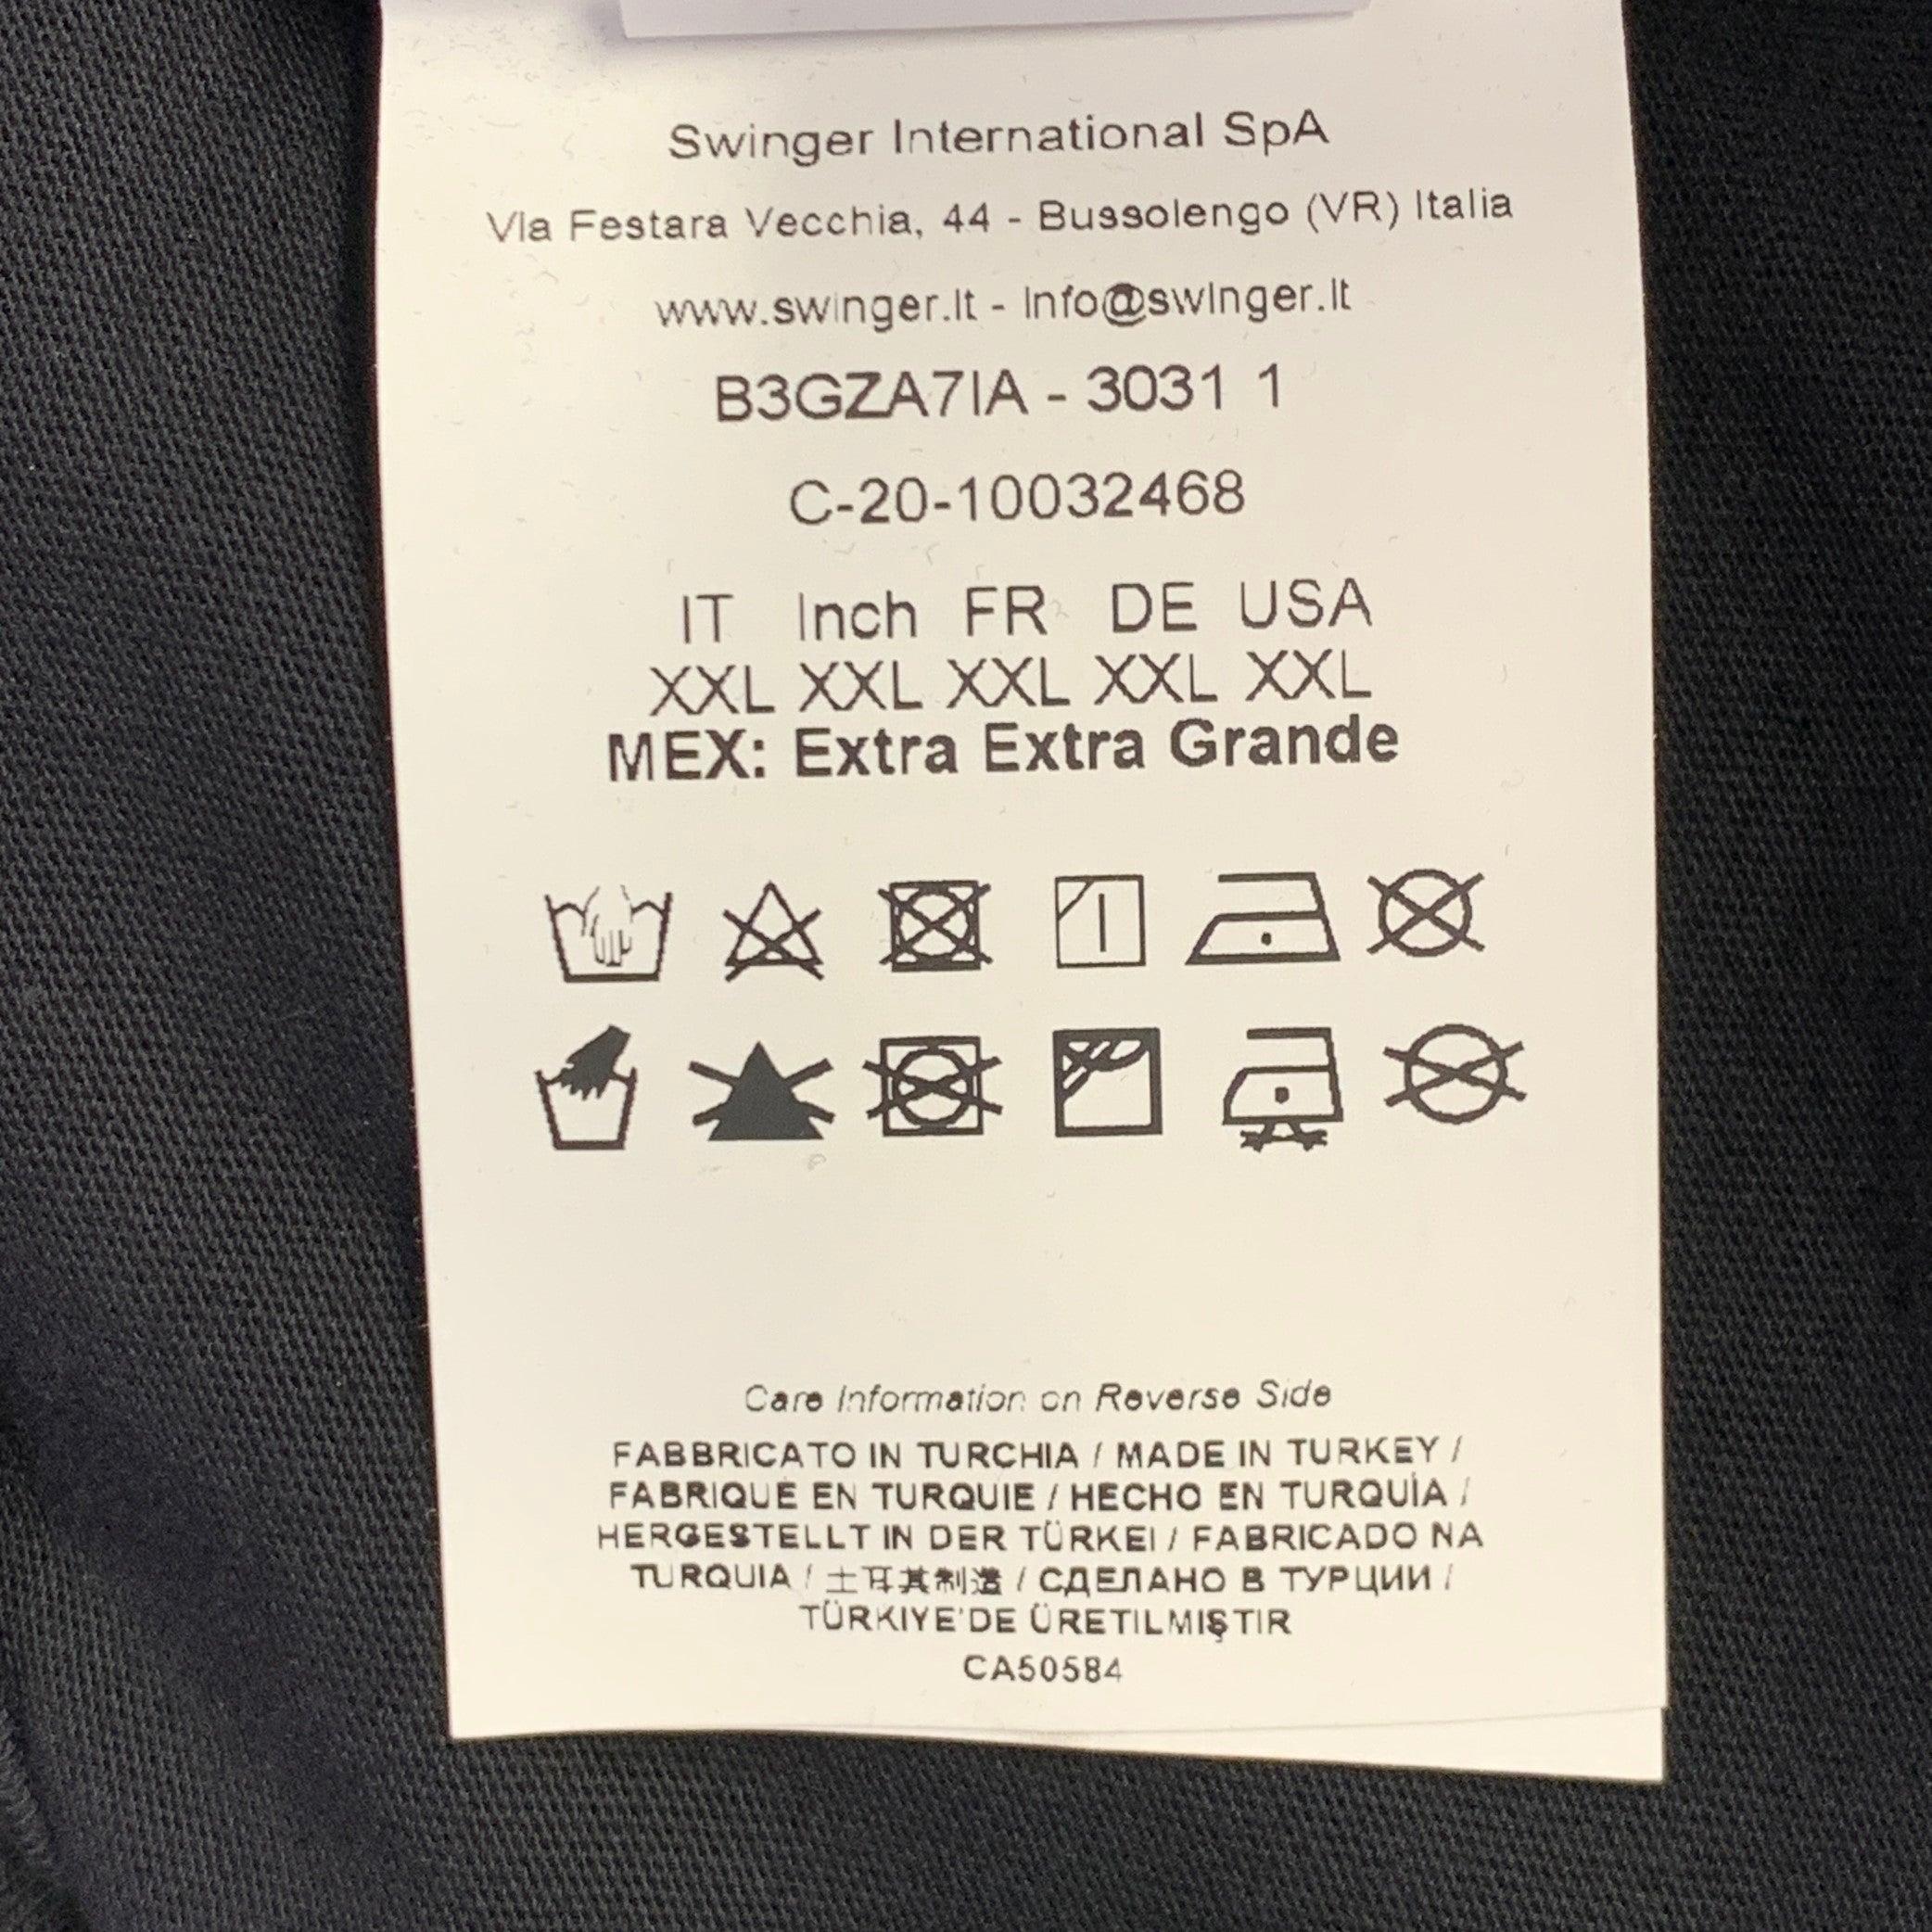 Swinger International SpA
Via Festara Vecchia, 44 - Bussolengo (VR) Italia
www.swinger.it - info@swinger.it
B3GZA7IA - 3031 1
C-20-10032468
IT Inch FR DE USA
XXL XXL XXL XXL XXL
MEX: Extra Extra Grande
Care Information on Reverse Side
FABBRICATO IN TURCHIA / MADE IN TURKEY /
FABRIQUÉ EN TURQUIE / HECHO EN TURQUÍA /
HERGESTELLT IN DER TÜRKEI / FABRICADO NA
TURQUIA / 土耳其制造 / СДЕЛАНО В ТУРЦИИ /
TÜRKIYE'DE ÜRETILMIŞTIR
CA50584